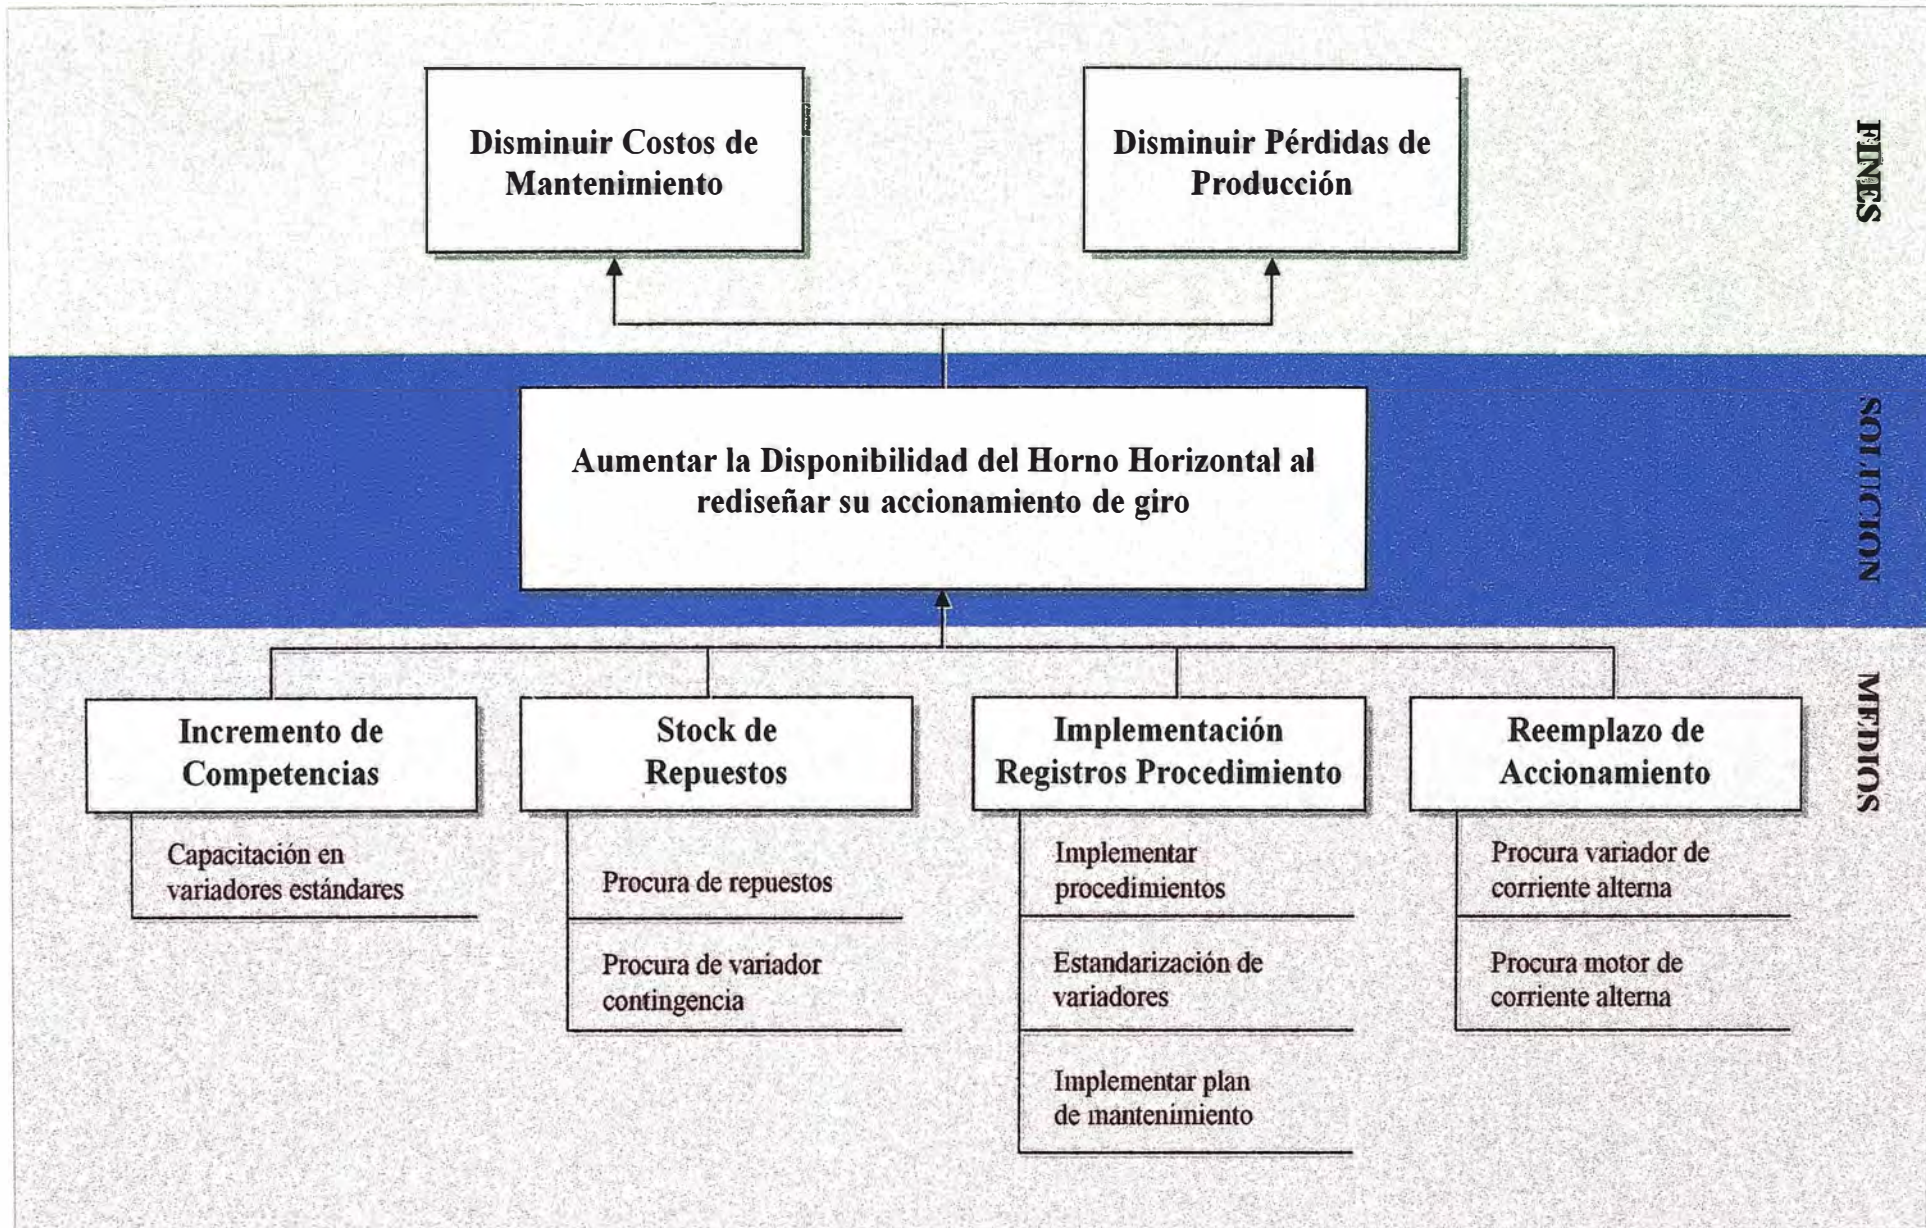 Disminuir Costos de
Mantenimiento
Disminuir Pérdidas de
Producción
FINES
Aumentar la Disponibilidad del Horno Horizontal al
rediseñar su accionamiento de giro
SOLUCION
Incremento de
Competencias
Capacitación en
variadores estándares
Stock de
Repuestos
Procura de repuestos
Procura de variador
contingencia
Implementación
Registros Procedimiento
Implementar
procedimientos
Estandarización de
variadores
Implementar plan
de mantenimiento
Reemplazo de
Accionamiento
Procura variador de
corriente alterna
Procura motor de
corriente alterna
MEDIOS